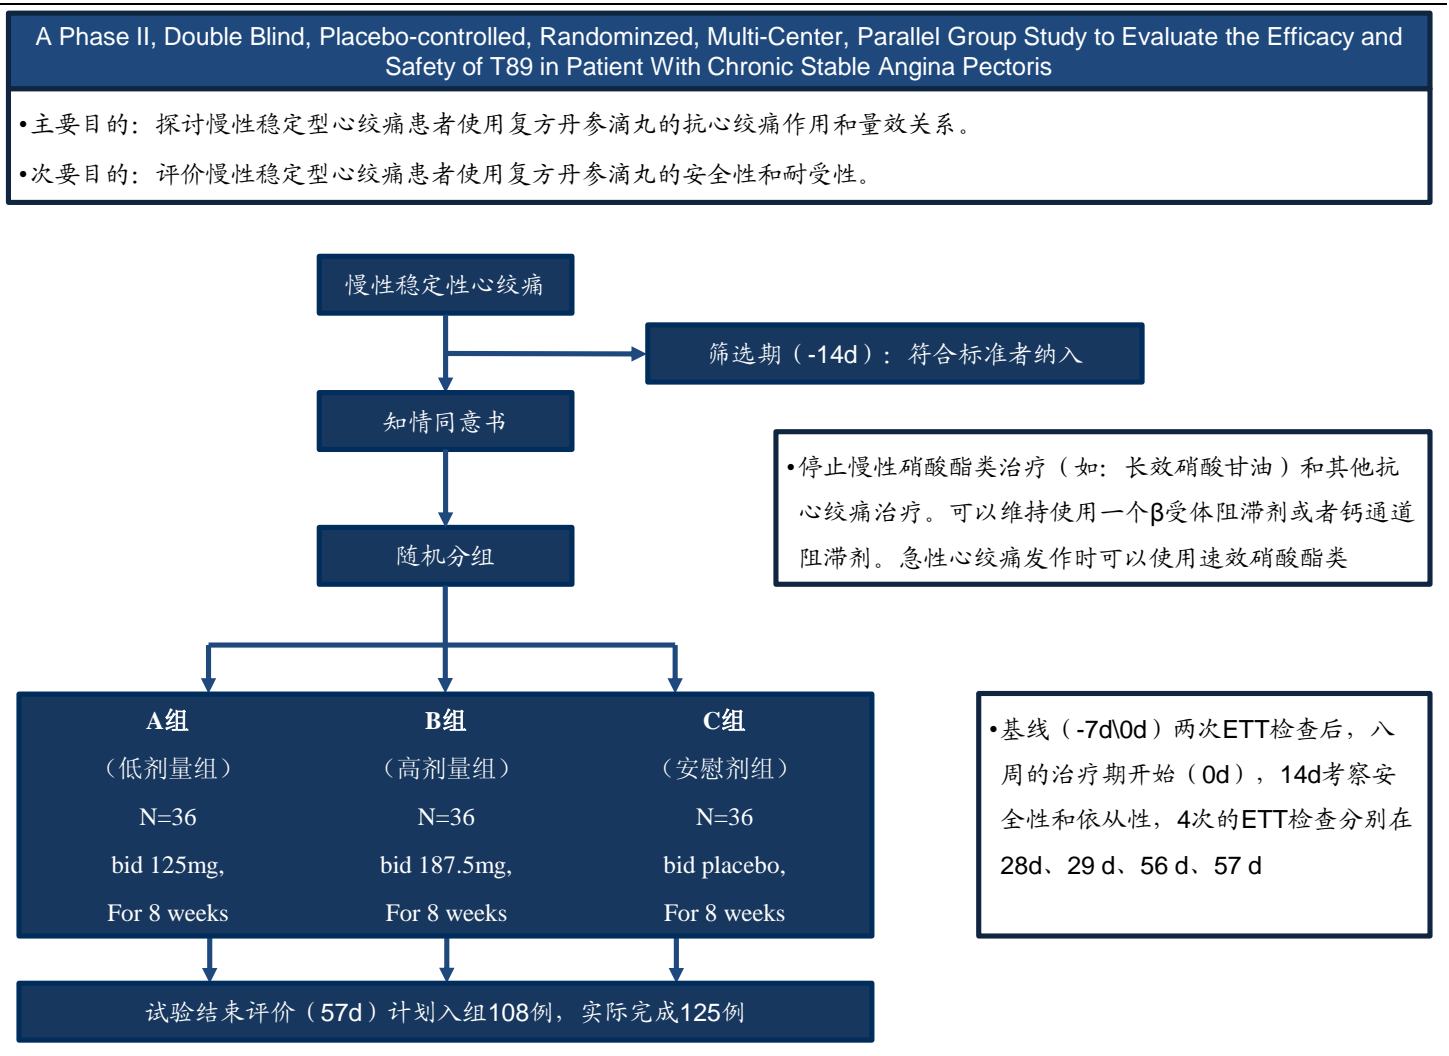 A Phase II, Double Blind, Placebo-controlled, Randominzed, Multi-Center, Parallel Group Study to Evaluate the Efficacy and
Safety of T89 in Patient With Chronic Stable Angina Pectoris
•主要目的：探讨慢性稳定型心绞痛患者使用复方丹参滴丸的抗心绞痛作用和量效关系。
•次要目的：评价慢性稳定型心绞痛患者使用复方丹参滴丸的安全性和耐受性。
慢性稳定性心绞痛
筛选期（-14d）：符合标准者纳入
知情同意书
•停止慢性硝酸酯类治疗（如：长效硝酸甘油）和其他抗
心绞痛治疗。可以维持使用一个β受体阻滞剂或者钙通道
阻滞剂。急性心绞痛发作时可以使用速效硝酸酯类
随机分组
A组
（低剂量组）
N=36
bid 125mg,
For 8 weeks
B组
（高剂量组）
N=36
bid 187.5mg,
For 8 weeks
C组
（安慰剂组）
N=36
bid placebo,
For 8 weeks
•基线（-7d\0d）两次ETT检查后，八
周的治疗期开始（0d），14d考察安
全性和依从性，4次的ETT检查分别在
28d、29 d、56 d、57 d
试验结束评价（57d）计划入组108例，实际完成125例